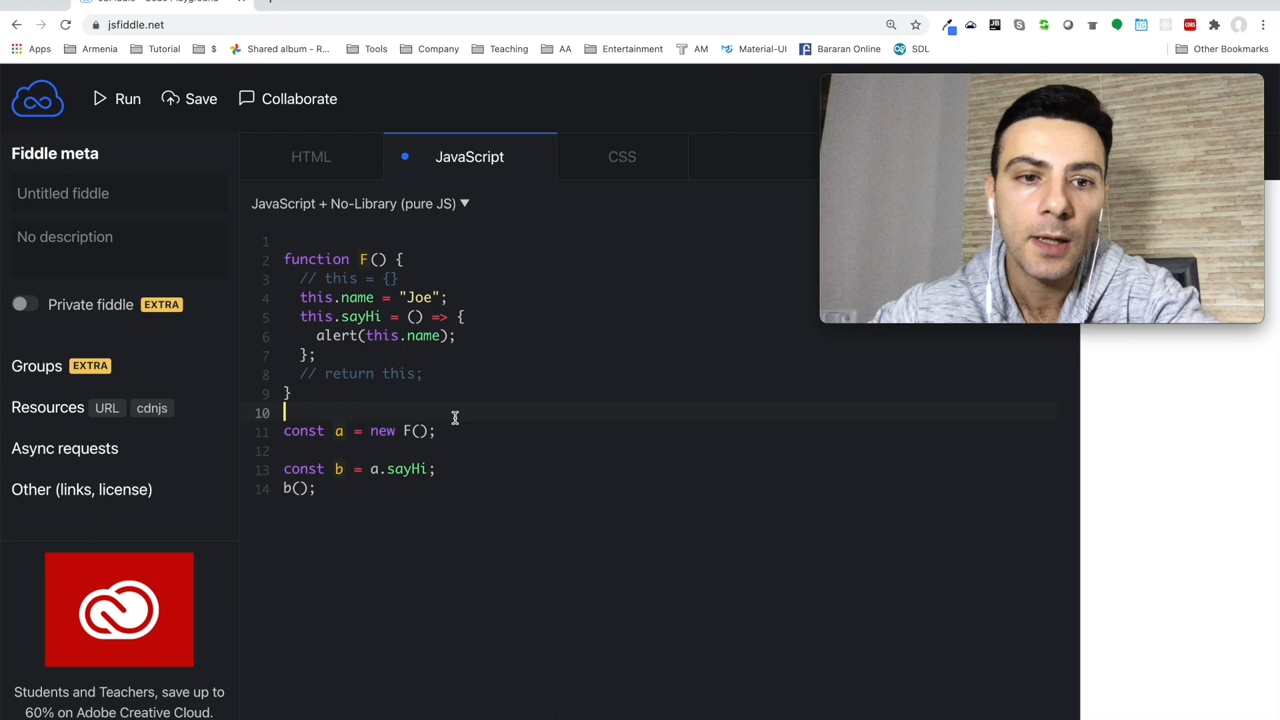 jsfiddle.net
Apps Armenia Tutorial $ Shared album - R... Tools Company Teaching AA Entertainment AM Material-UI Bararan Online SDL Other Bookmarks
Run Save Collaborate
Fiddle meta
Untitled fiddle
No description
Private fiddle EXTRA
Groups EXTRA
Resources URL cdnjs
Async requests
Other (links, license)
Students and Teachers, save up to
60% on Adobe Creative Cloud.
HTML JavaScript CSS
JavaScript + No-Library (pure JS) ▼
1
2 function F() {
3 // this = {}
4 this.name = "Joe";
5 this.sayHi = () => {
6 alert(this.name);
7 };
8 // return this;
9 }
10
11 const a = new F();
12
13 const b = a.sayHi;
14 b();